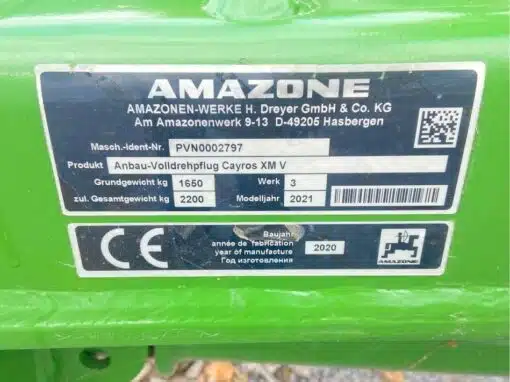 AMAZONE
AMAZONEN-WERKE H. Dreyer GmbH & Co. KG
Am Amazonenwerk 9-13 D-49205 Hasbergen
Masch.-Ident-Nr. PVN0002797
Produkt Anbau-Volldrehpflug Cayros XM V
Grundgewicht kg 1650 Werk 3
zul. Gesamtgewicht kg 2200 Modelljahr 2021
CE
Baujahr
année de fabrication
year of manufacture 2020
Год изготовления
AMAZONE